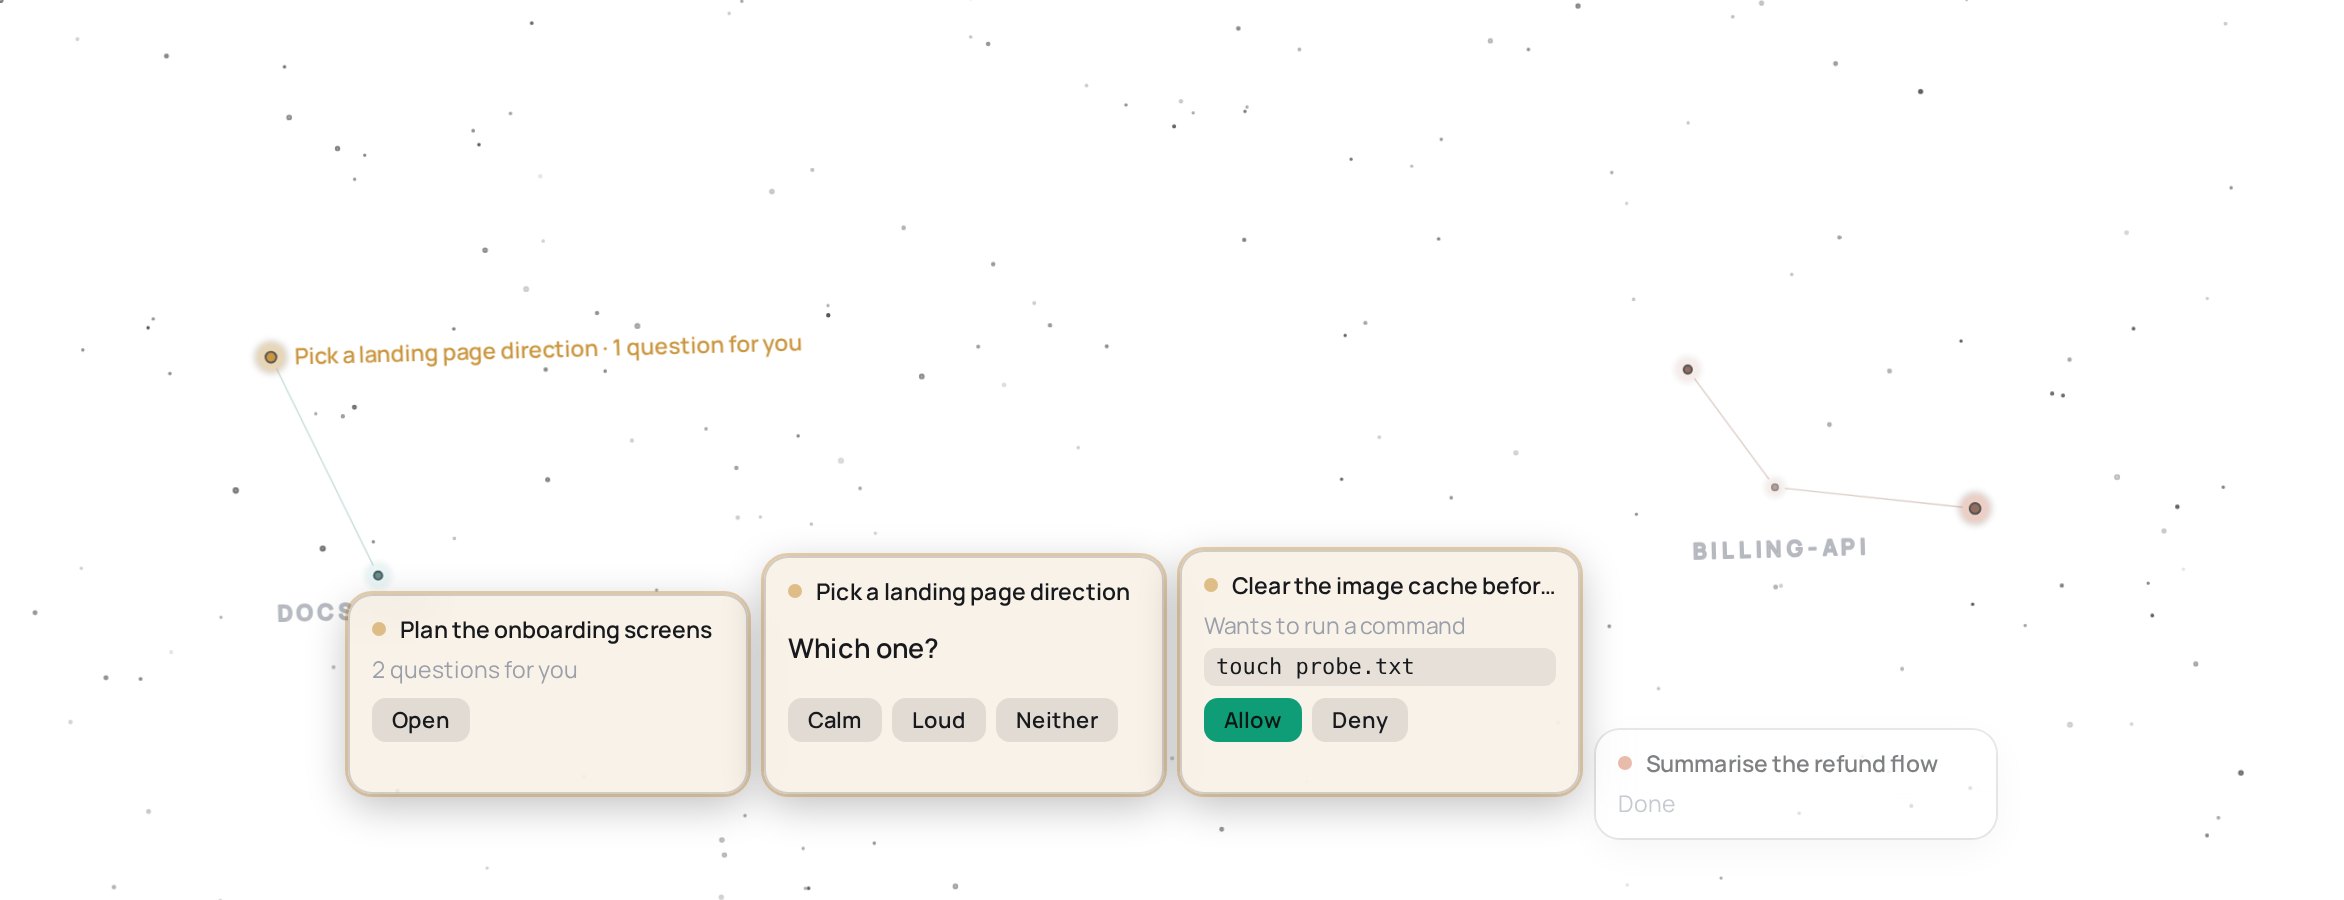 Pick a landing page direction · 1 question for you
BILLING-API
DOCS
Plan the onboarding screens
2 questions for you
Open
Pick a landing page direction
Which one?
Calm
Loud
Neither
Clear the image cache befor…
Wants to run a command
touch probe.txt
Allow
Deny
Summarise the refund flow
Done